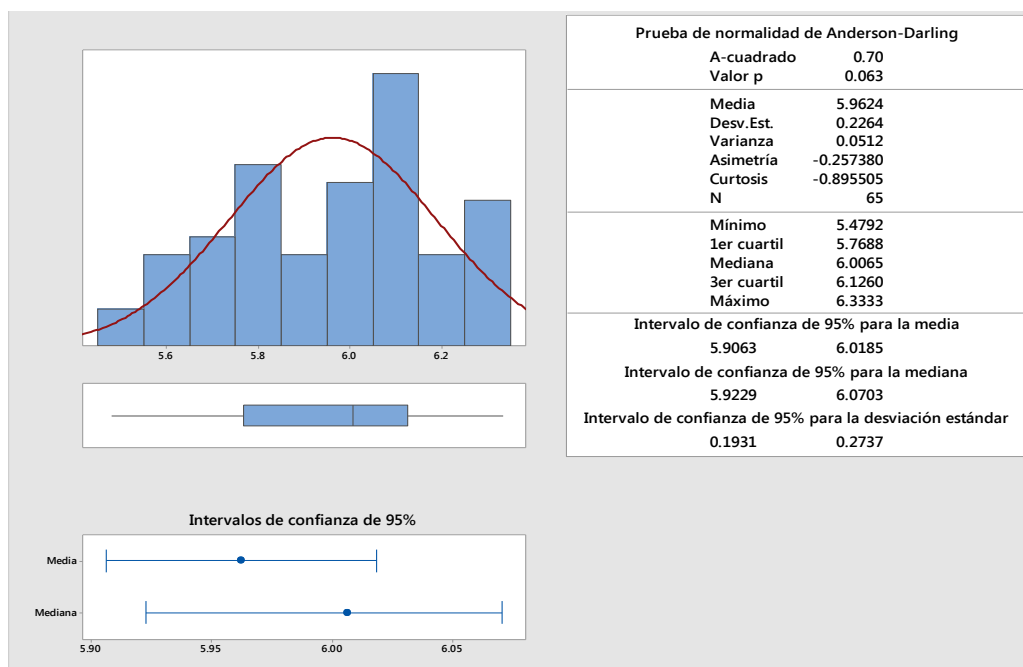 Prueba de normalidad de Anderson-Darling
A-cuadrado 0.70
Valor p 0.063
Media 5.9624
Desv.Est. 0.2264
Varianza 0.0512
Asimetría -0.257380
Curtosis -0.895505
N 65
Mínimo 5.4792
1er cuartil 5.7688
Mediana 6.0065
3er cuartil 6.1260
Máximo 6.3333
Intervalo de confianza de 95% para la media
5.9063 6.0185
Intervalo de confianza de 95% para la mediana
5.9229 6.0703
Intervalo de confianza de 95% para la desviación estándar
0.1931 0.2737
5.6 5.8 6.0 6.2
Intervalos de confianza de 95%
Media
Mediana
5.90 5.95 6.00 6.05